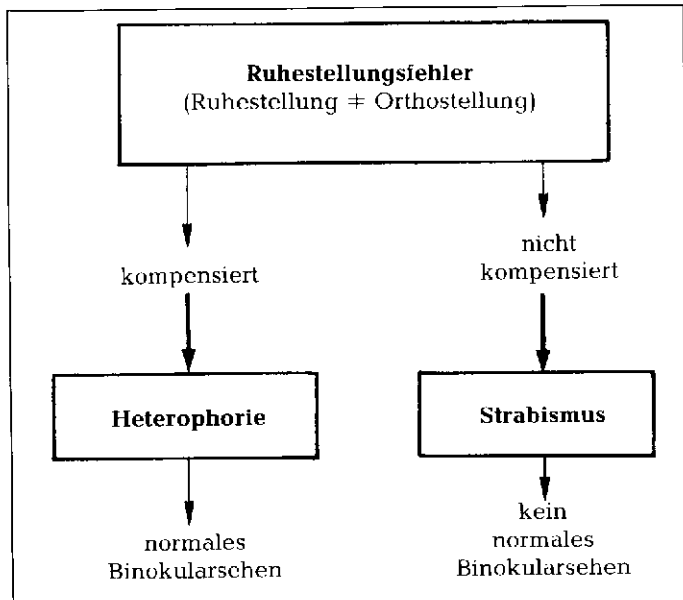 Ruhestellungsfehler
(Ruhestellung ≠ Orthostellung)
kompensiert
nicht
kompensiert
Heterophorie
Strabismus
normales
Binokularsehen
kein
normales
Binokularsehen